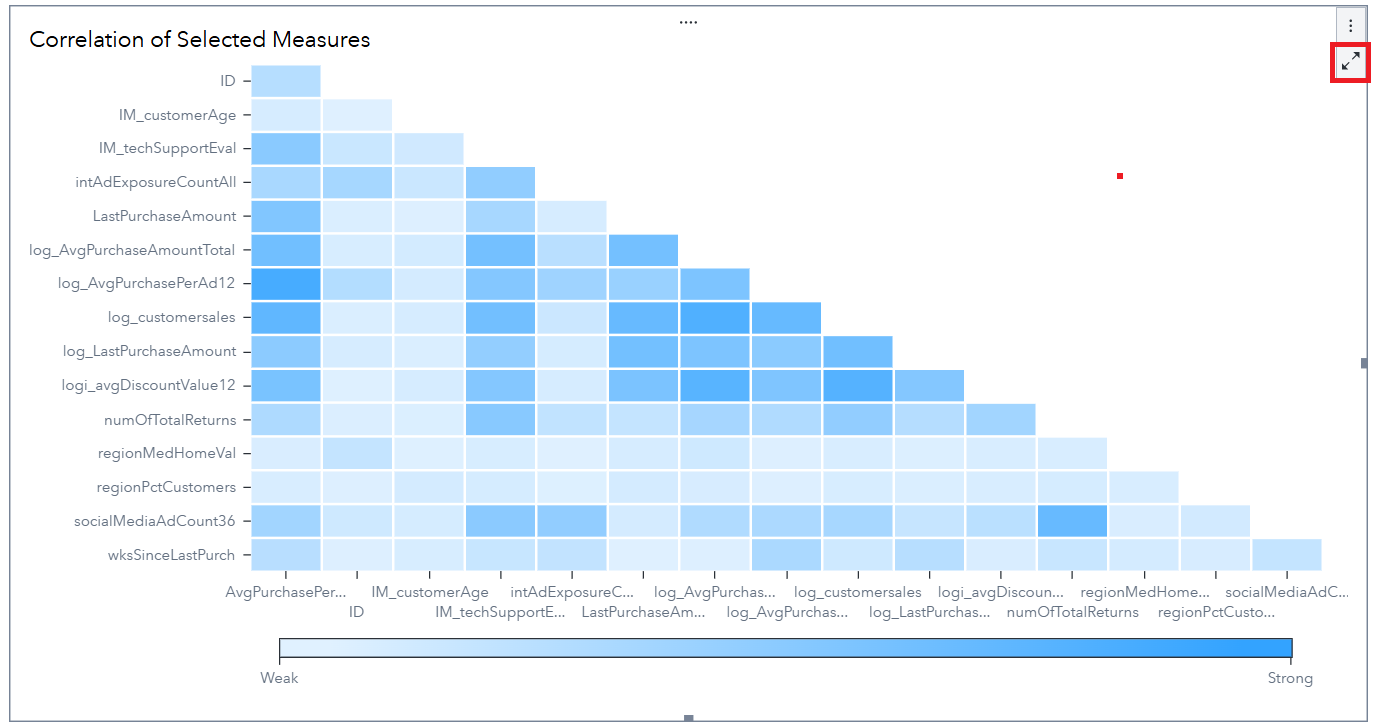 Correlation of Selected Measures
ID
IM_customerAge
IM_techSupportEval
intAdExposureCountAll
LastPurchaseAmount
log_AvgPurchaseAmountTotal
log_AvgPurchasePerAd12
log_customersales
log_LastPurchaseAmount
logi_avgDiscountValue12
numOfTotalReturns
regionMedHomeVal
regionPctCustomers
socialMediaAdCount36
wksSinceLastPurch
AvgPurchasePer... IM_customerAge intAdExposureC... log_AvgPurchas... log_customersales logi_avgDiscoun... regionMedHome... socialMediaAdC...
ID IM_techSupportE... LastPurchaseAm... log_AvgPurchas... log_LastPurchas... numOfTotalReturns regionPctCusto...
Weak Strong